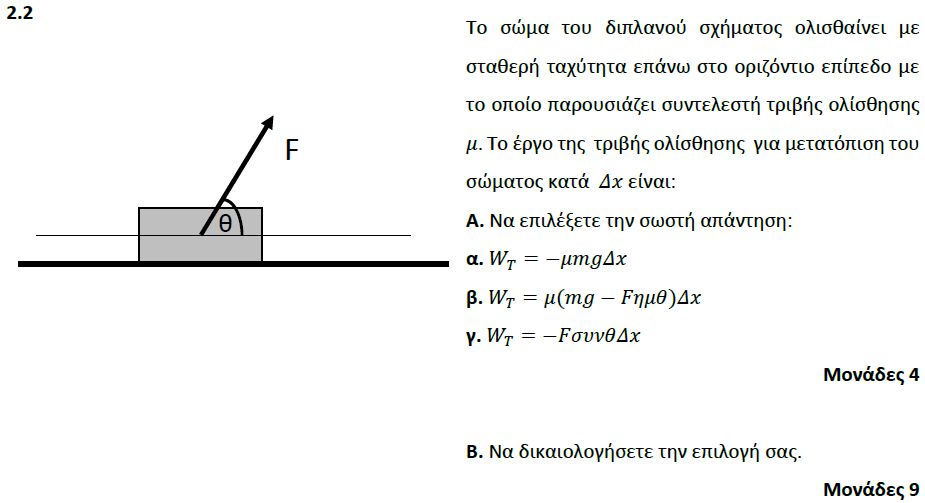 2.2
Το σώμα του διπλανού σχήματος ολισθαίνει με
σταθερή ταχύτητα επάνω στο οριζόντιο επίπεδο με
το οποίο παρουσιάζει συντελεστή τριβής ολίσθησης
μ. Το έργο της τριβής ολίσθησης για μετατόπιση του
σώματος κατά Δx είναι:
F
θ
Α. Να επιλέξετε την σωστή απάντηση:
α. W_T = −μmgΔx
β. W_T = μ(mg − Fημθ)Δx
γ. W_T = −FσυνθΔx
Μονάδες 4
Β. Να δικαιολογήσετε την επιλογή σας.
Μονάδες 9